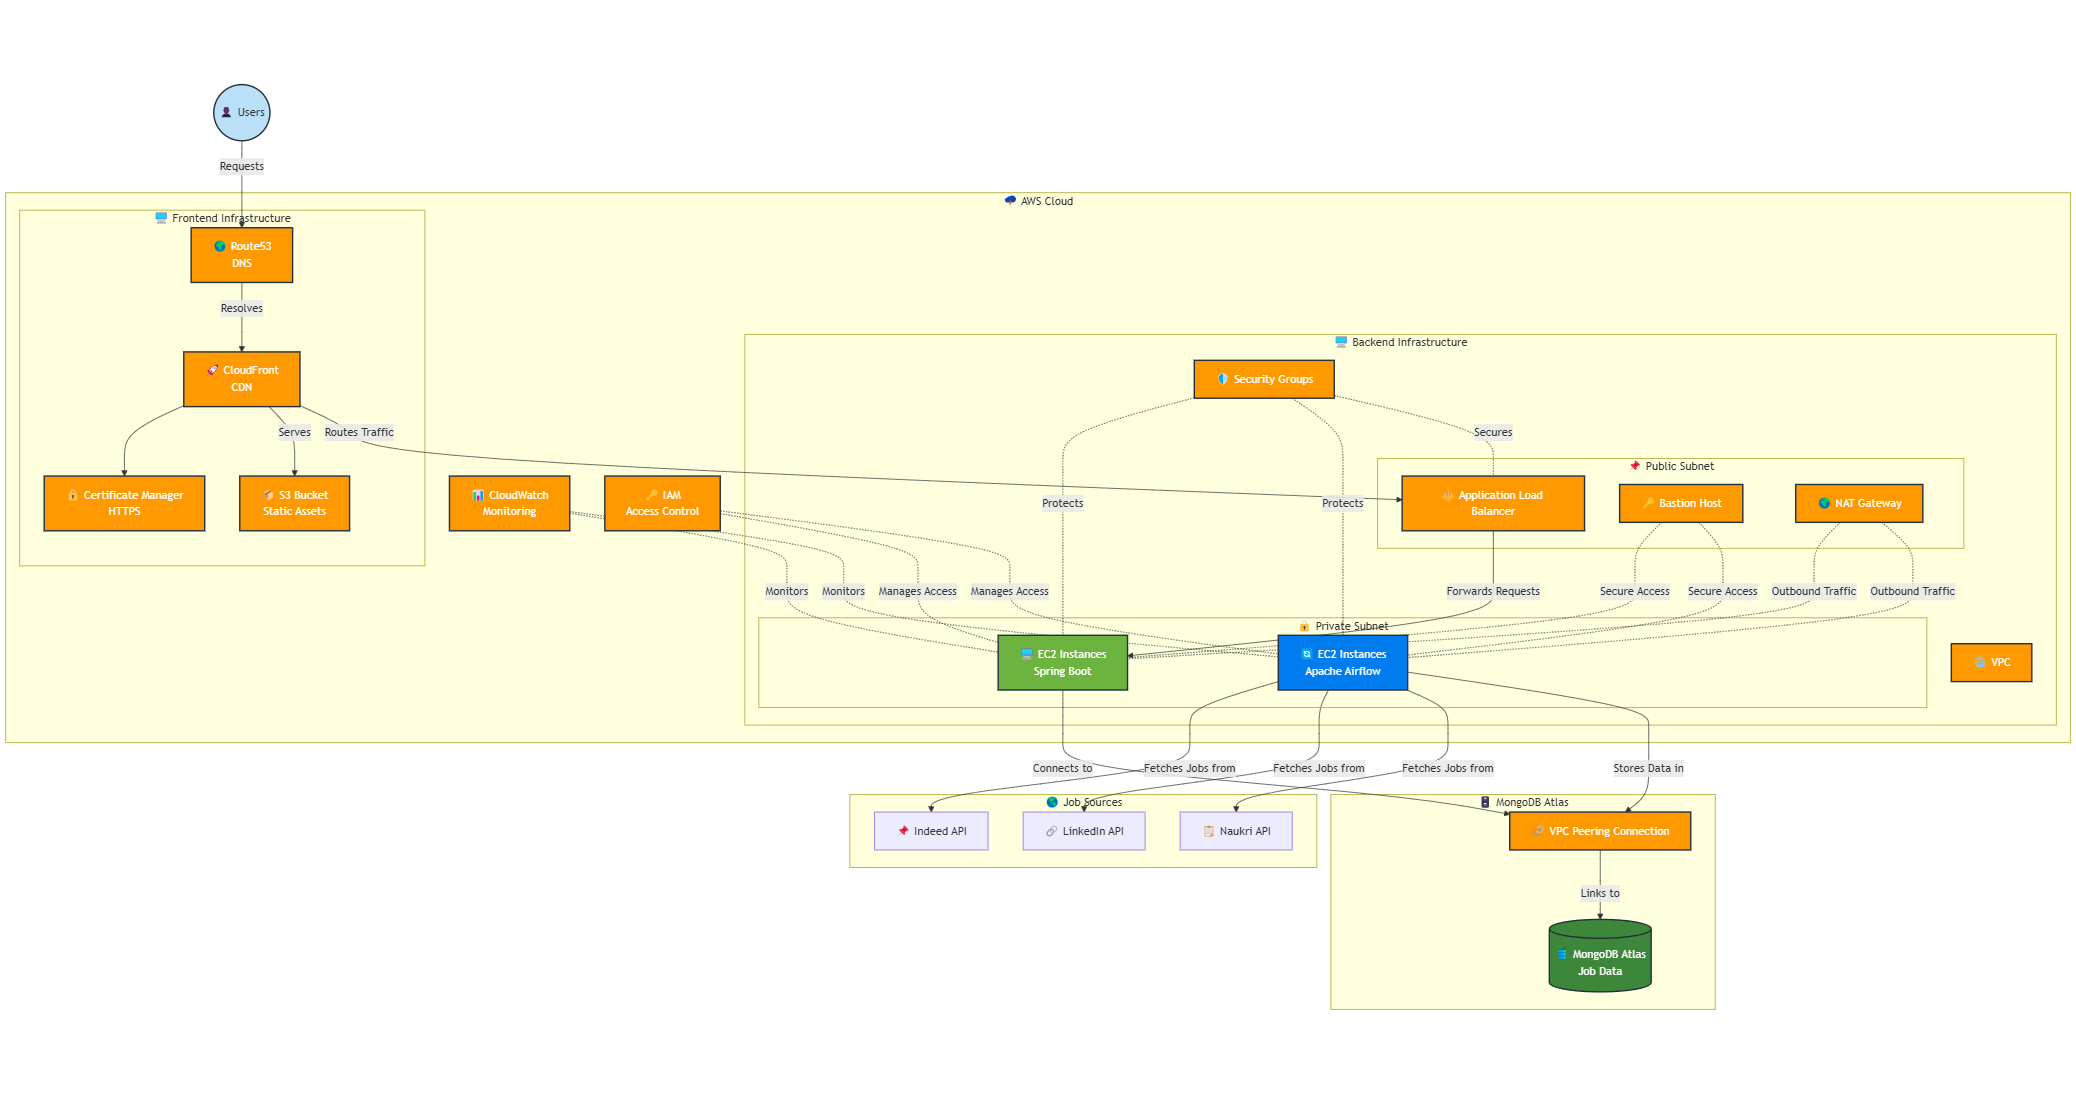 👤 Users
Requests
🌩️ AWS Cloud
🖥️ Frontend Infrastructure
🌍 Route53
DNS
Resolves
🚀 CloudFront
CDN
Serves
Routes Traffic
🔒 Certificate Manager
HTTPS
📦 S3 Bucket
Static Assets
📊 CloudWatch
Monitoring
🔑 IAM
Access Control
🖥️ Backend Infrastructure
🛡️ Security Groups
Secures
Protects
Protects
📌 Public Subnet
⚖️ Application Load
Balancer
🔑 Bastion Host
🌍 NAT Gateway
Monitors
Monitors
Manages Access
Manages Access
Forwards Requests
Secure Access
Secure Access
Outbound Traffic
Outbound Traffic
🔒 Private Subnet
🖥️ EC2 Instances
Spring Boot
🔄 EC2 Instances
Apache Airflow
🌐 VPC
Connects to
Fetches Jobs from
Fetches Jobs from
Fetches Jobs from
Stores Data in
🌎 Job Sources
📌 Indeed API
🔗 LinkedIn API
📋 Naukri API
🗄️ MongoDB Atlas
🔗 VPC Peering Connection
Links to
🛢️ MongoDB Atlas
Job Data